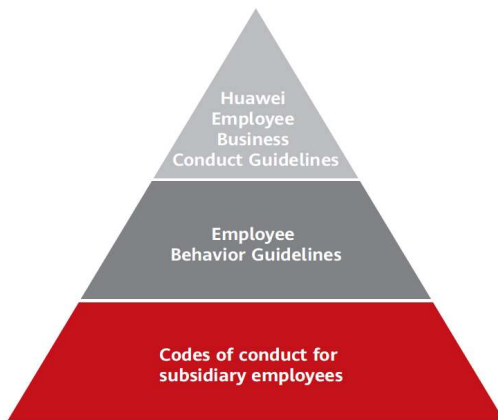 Huawei
Employee
Business
Conduct Guidelines
Employee
Behavior Guidelines
Codes of conduct for
subsidiary employees